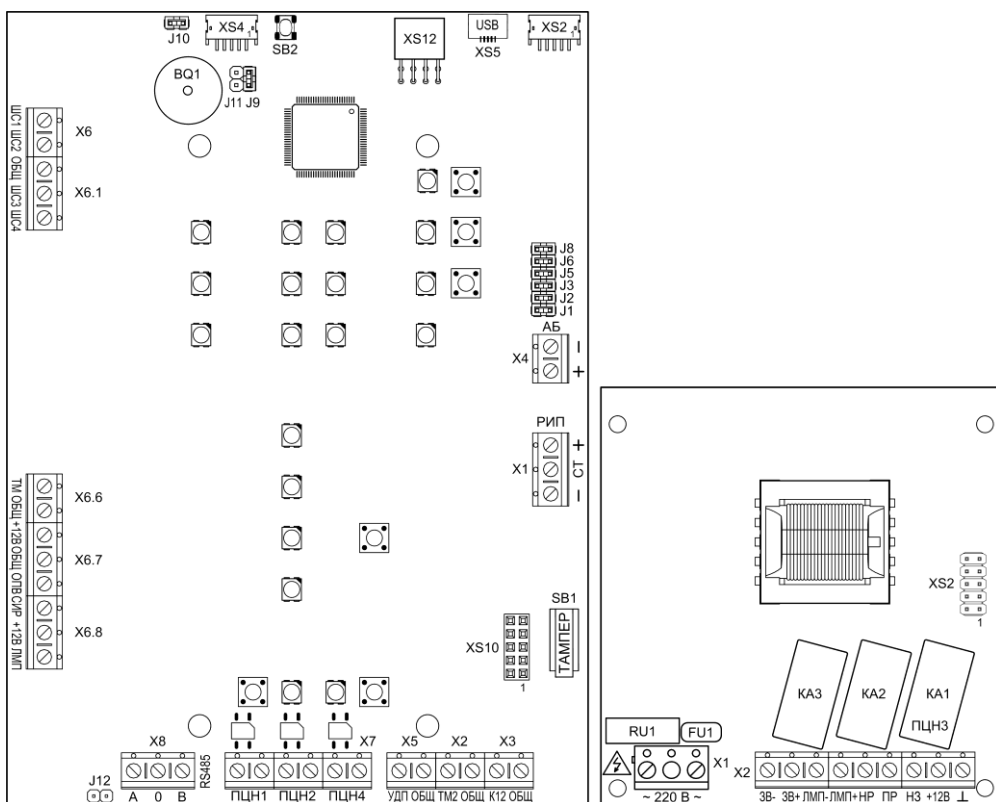 J10
XS4
1
SB2
XS12
USB
XS5
XS2
1
BQ1
J11 J9
ШС1 ШС2 ОБЩ ШС3 ШС4
X6
X6.1
J8
J6
J5
J3
J2
J1
АБ
X4
–
+
РИП
X1
+
СТ
–
ТМ ОБЩ +12В ОБЩ ОПВ СИР +12В ЛМП
X6.6
X6.7
X6.8
XS10
1
SB1
ТАМПЕР
J12
X8
A 0 B
RS485
X7
ПЦН1 ПЦН2 ПЦН4
X5 X2 X3
УДП ОБЩ ТМ2 ОБЩ К12 ОБЩ
XS2
1
КА3
КА2
КА1
ПЦН3
RU1
FU1
X1
~ 220 В ~
X2
ЗВ- ЗВ+ ЛМП- ЛМП+ НР ПР НЗ +12В ⊥